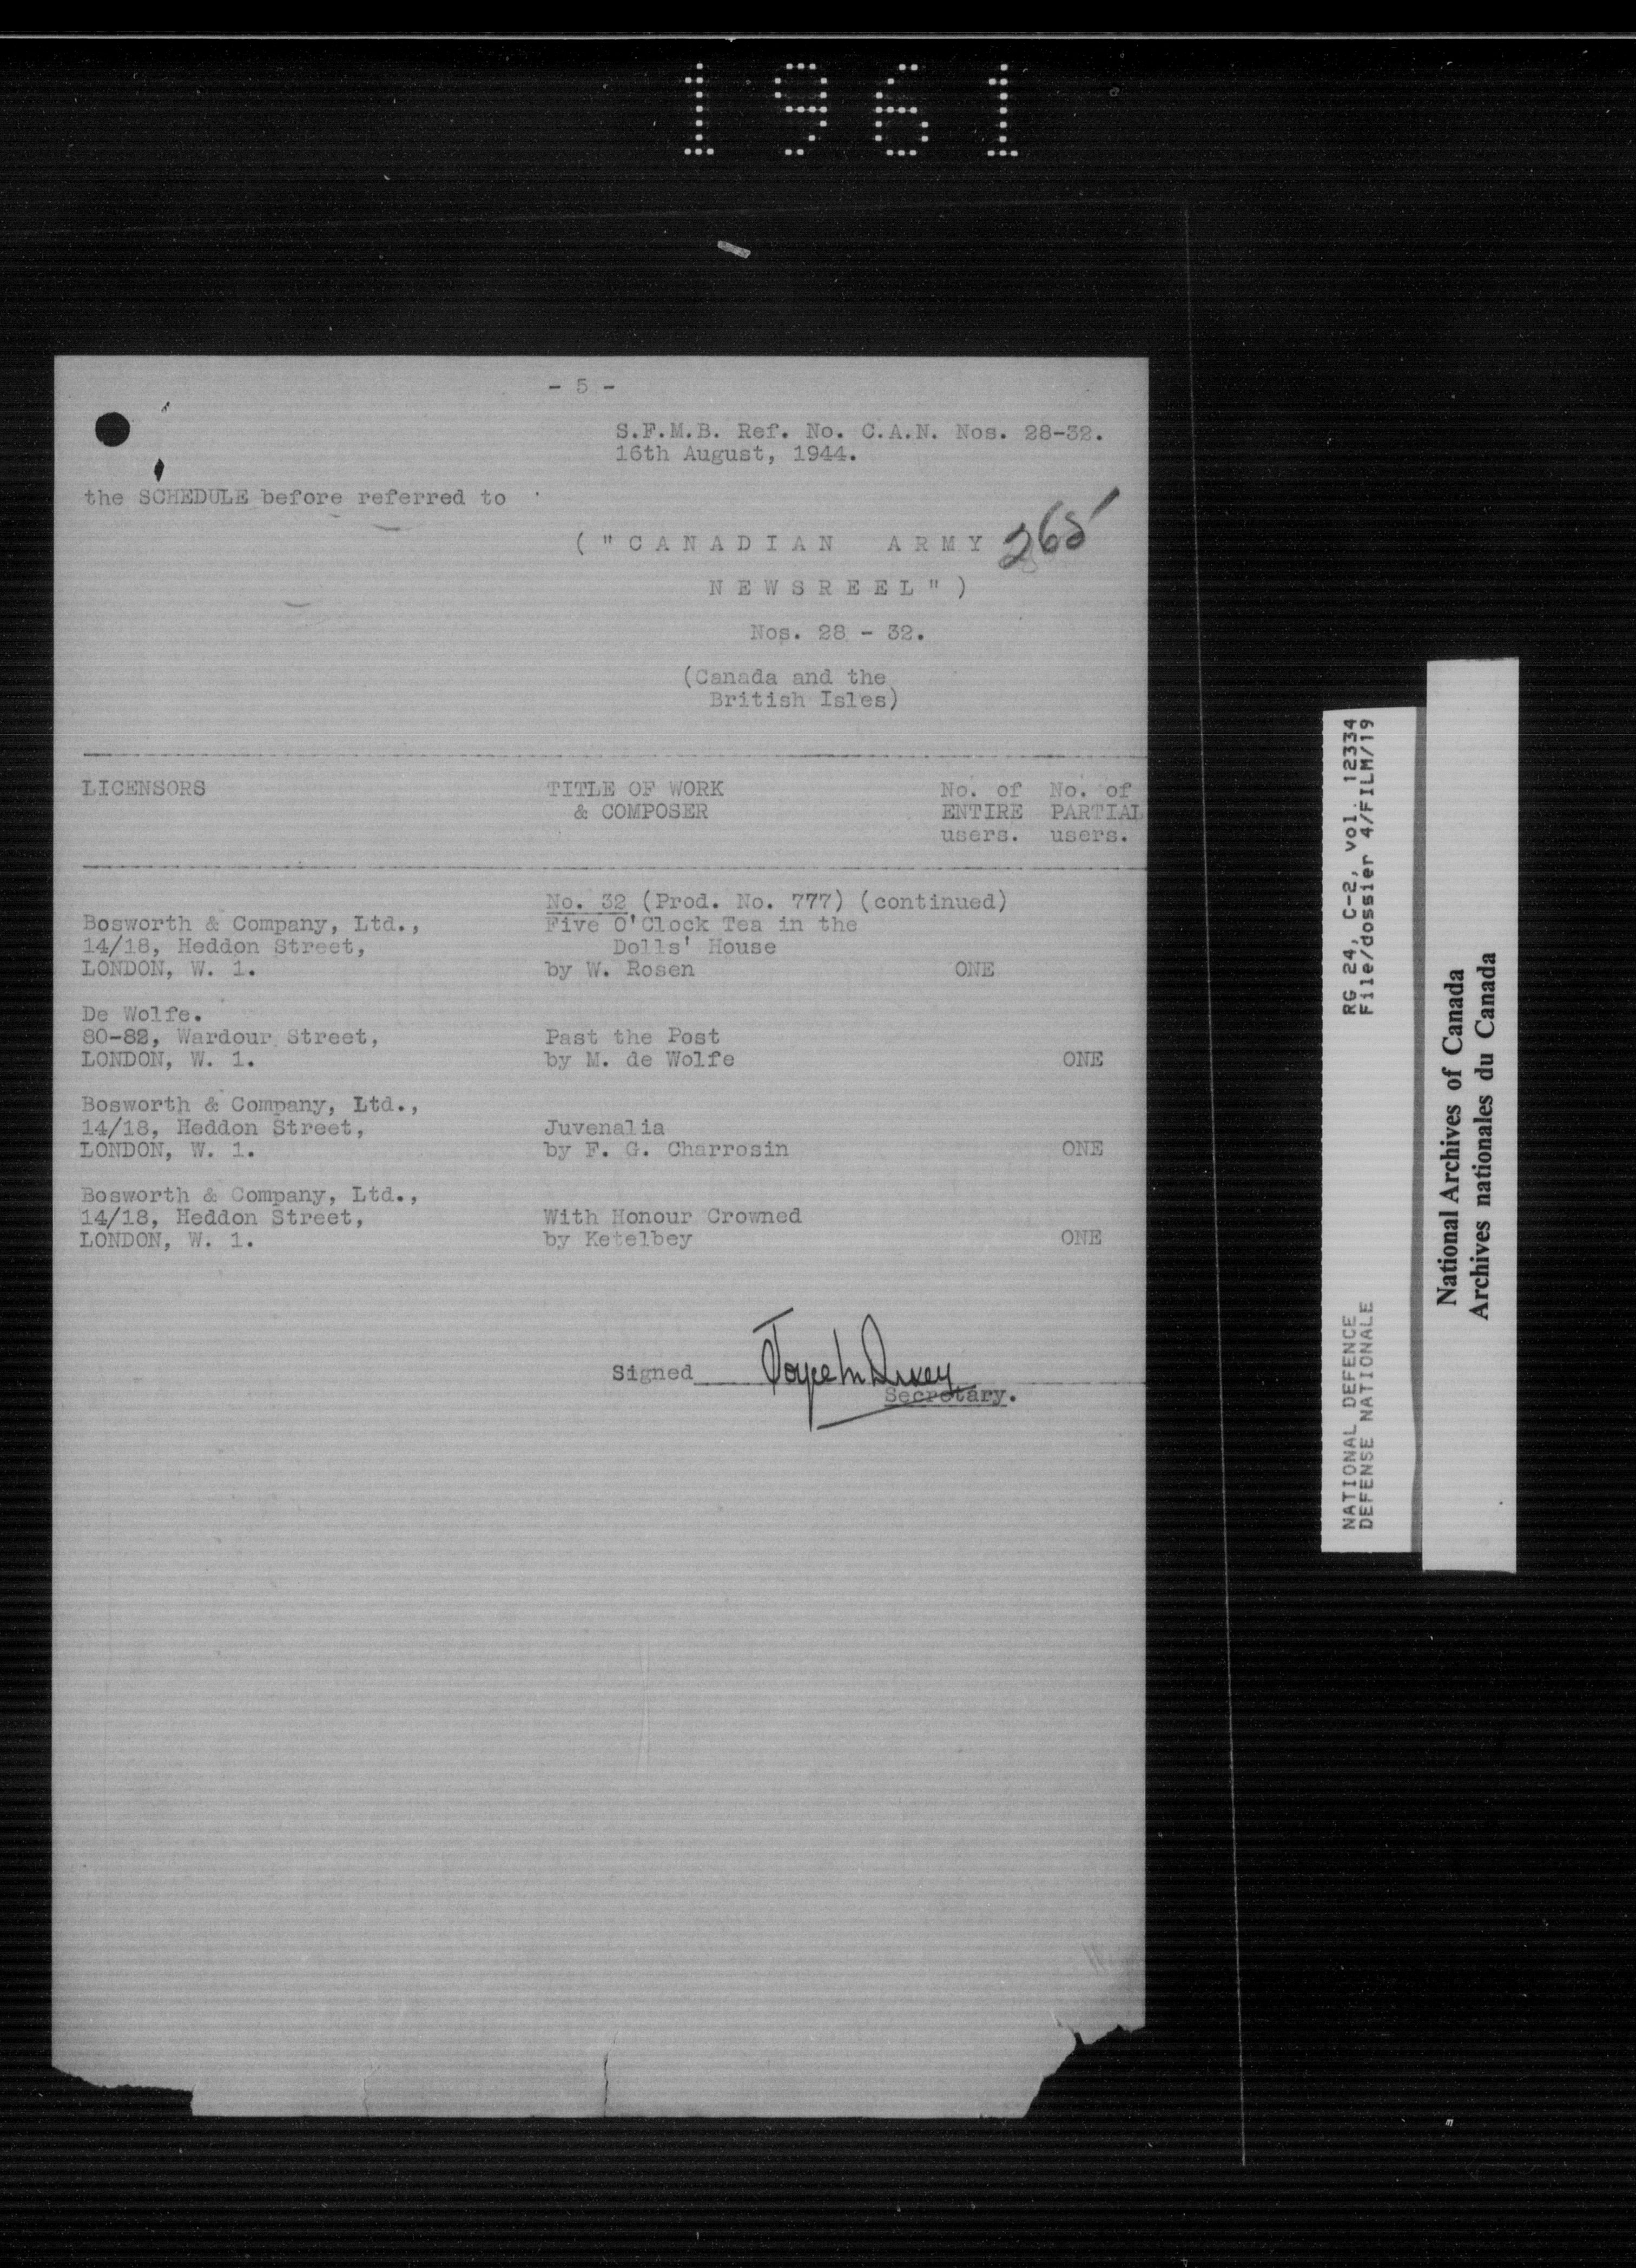 1961
- 5 -
S.F.M.B. Ref. No. C.A.N. Nos. 28-32.
16th August, 1944.
the SCHEDULE before referred to
("CANADIAN ARMY
265
NEWSREEL")
Nos. 28 - 32.
(Canada and the
British Isles)
LICENSORS TITLE OF WORK No. of No. of
& COMPOSER ENTIRE PARTIAL
users. users.
No. 32 (Prod. No. 777) (continued)
Bosworth & Company, Ltd., Five O'Clock Tea in the
14/18, Heddon Street, Dolls' House
LONDON, W. 1. by W. Rosen ONE
De Wolfe.
80-82, Wardour Street, Past the Post
LONDON, W. 1. by M. de Wolfe ONE
Bosworth & Company, Ltd.,
14/18, Heddon Street, Juvenalia
LONDON, W. 1. by F. G. Charrosin ONE
Bosworth & Company, Ltd.,
14/18, Heddon Street, With Honour Crowned
LONDON, W. 1. by Ketelbey ONE
Signed
Secretary.
NATIONAL DEFENCE RG 24, C-2, vol. 12334
DEFENSE NATIONALE File/dossier 4/FILM/19
National Archives of Canada
Archives nationales du Canada